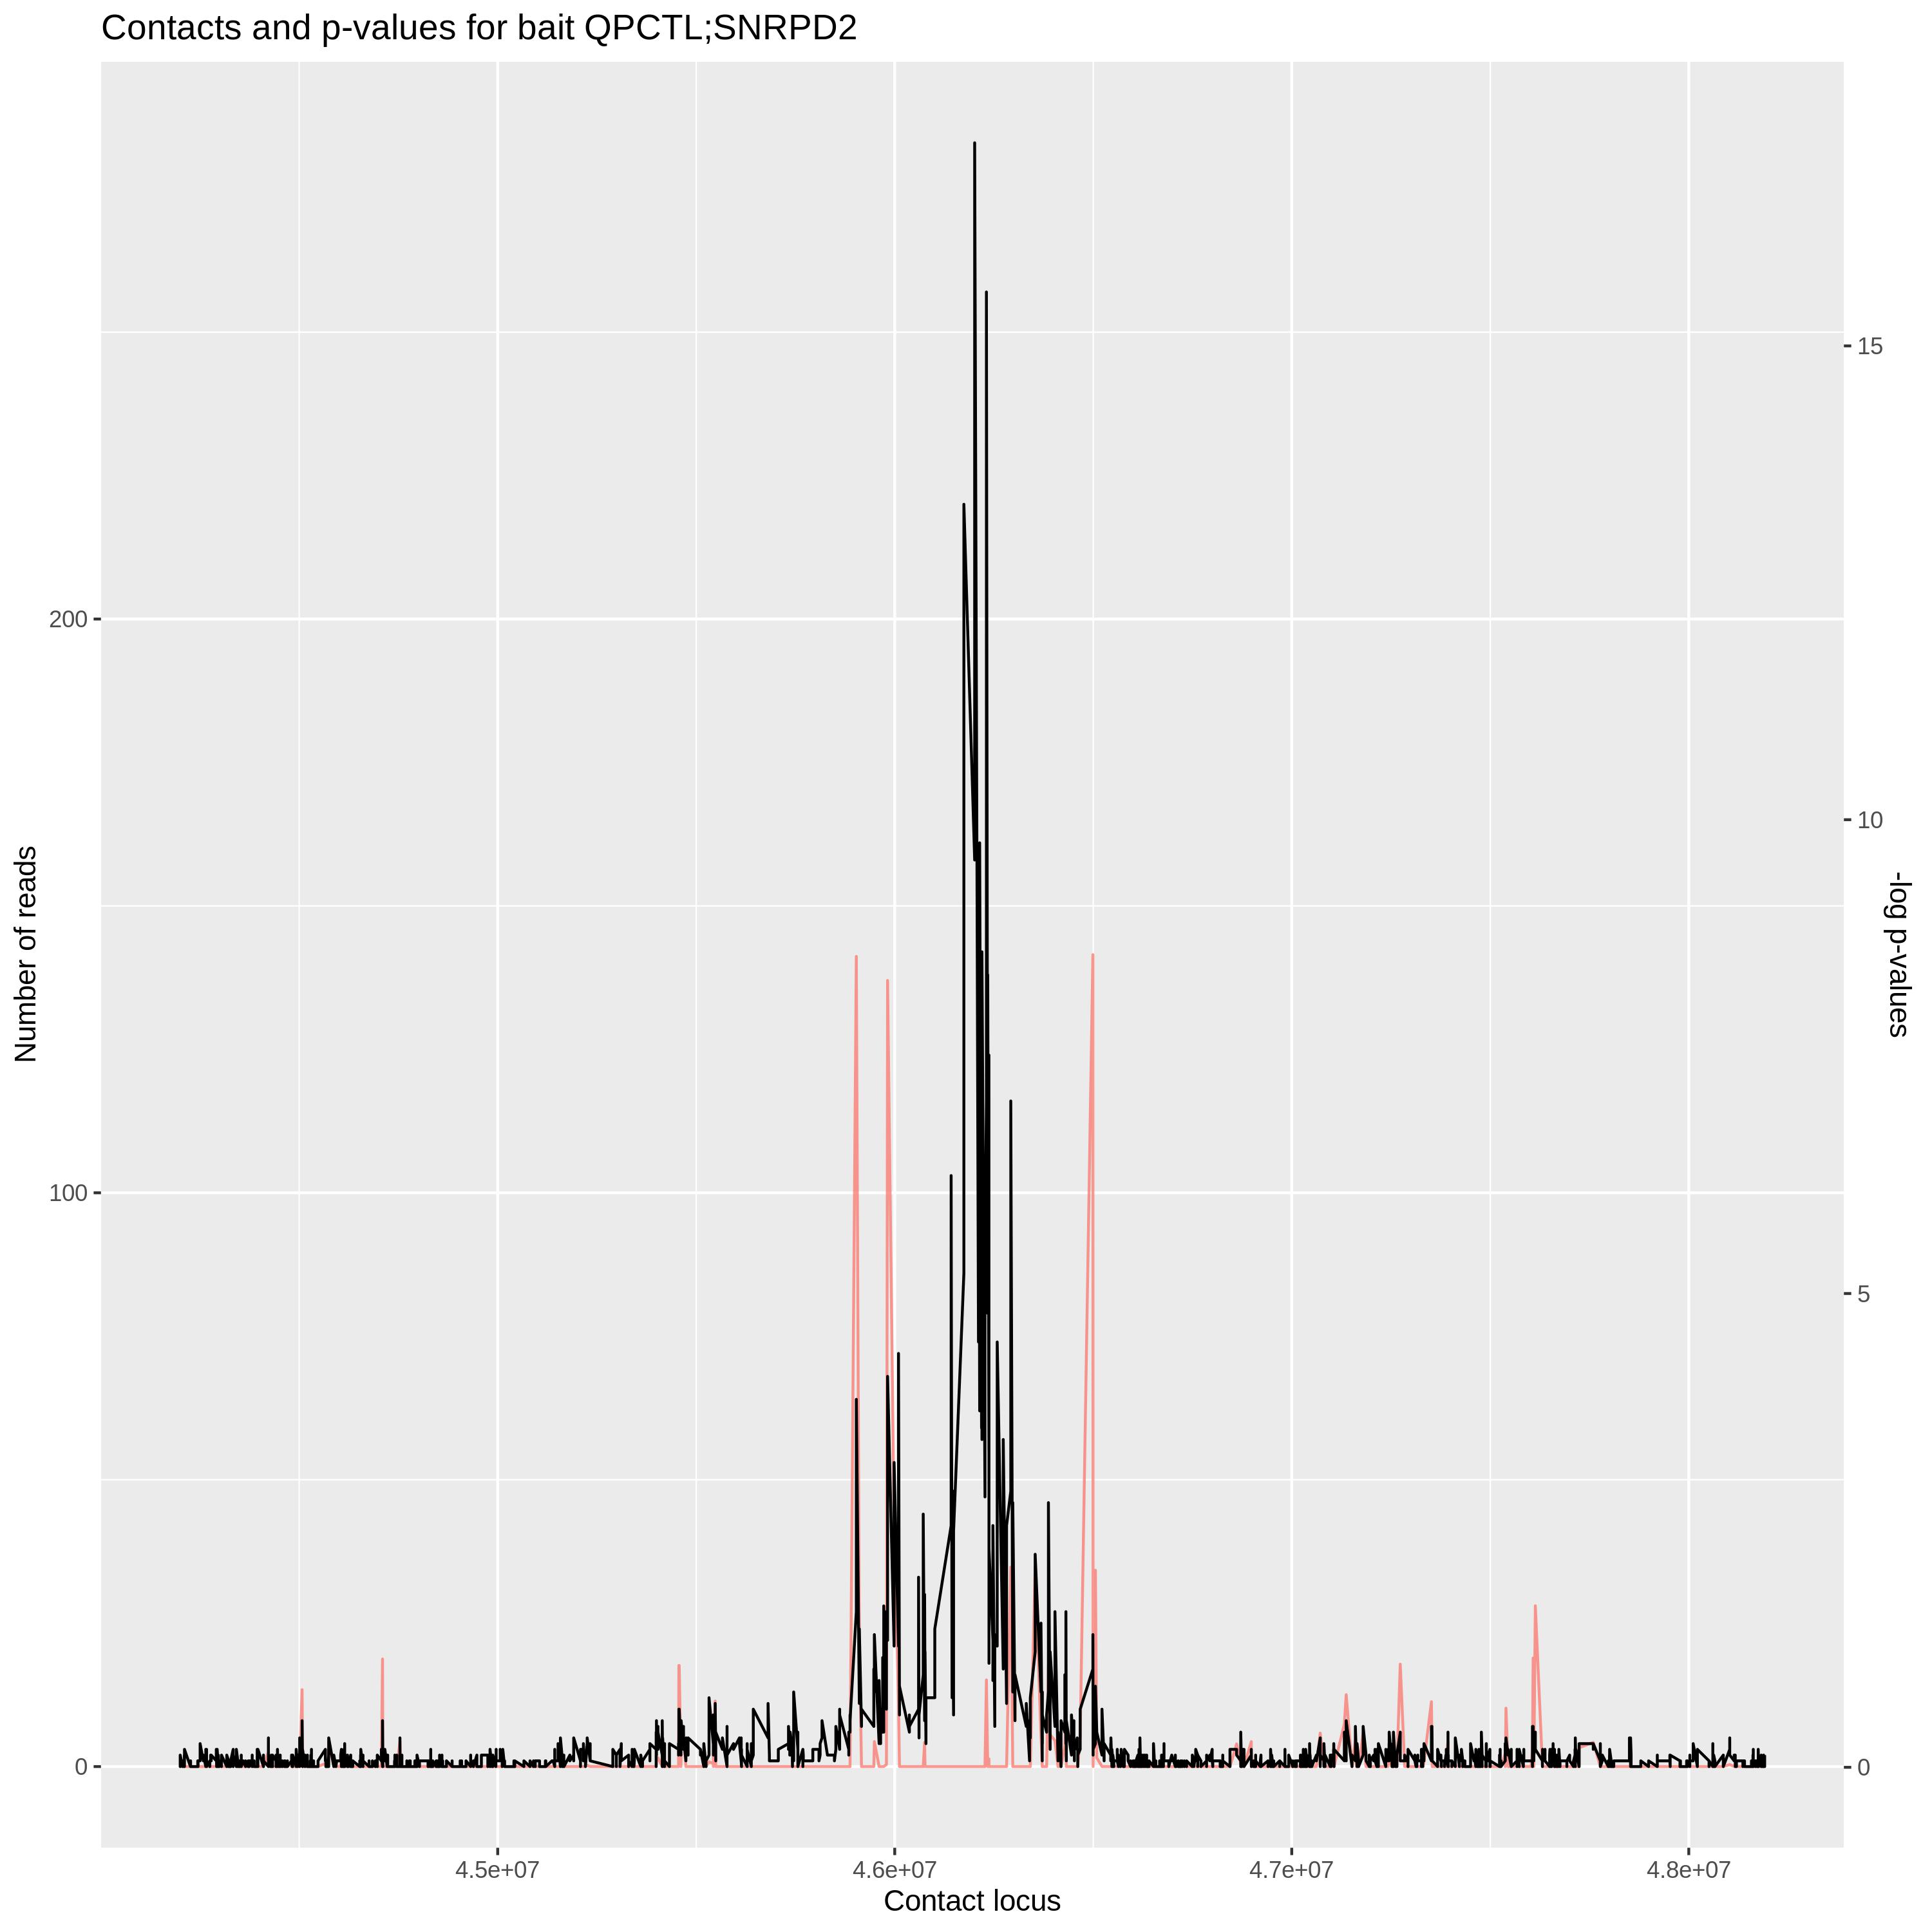 Contacts and p-values for bait QPCTL;SNRPD2
Number of reads
200
100
0
15
10
5
0
-log p-values
4.5e+07
4.6e+07
4.7e+07
4.8e+07
Contact locus